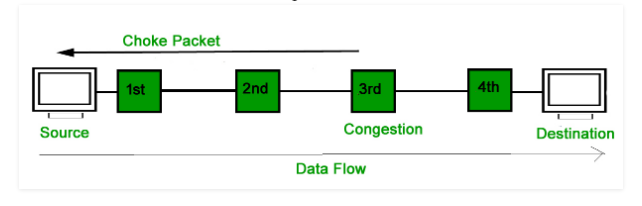 Choke Packet
1st
2nd
3rd
4th
Source
Congestion
Destination
Data Flow